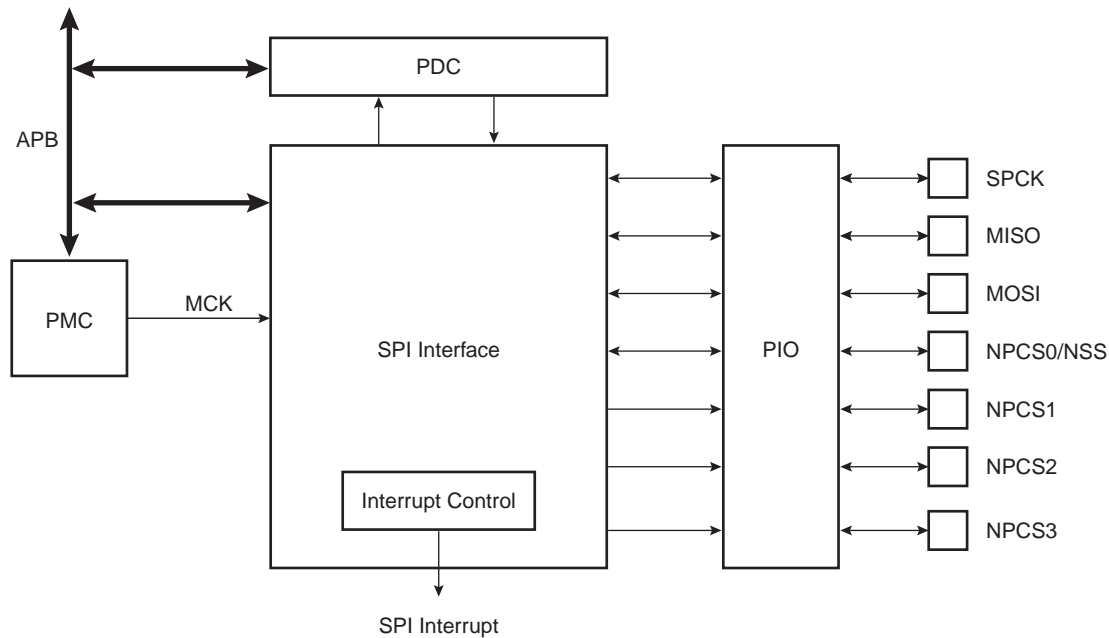 PDC
APB
SPCK
MISO
PMC
MCK
MOSI
SPI Interface
PIO
NPCS0/NSS
NPCS1
NPCS2
Interrupt Control
NPCS3
SPI Interrupt